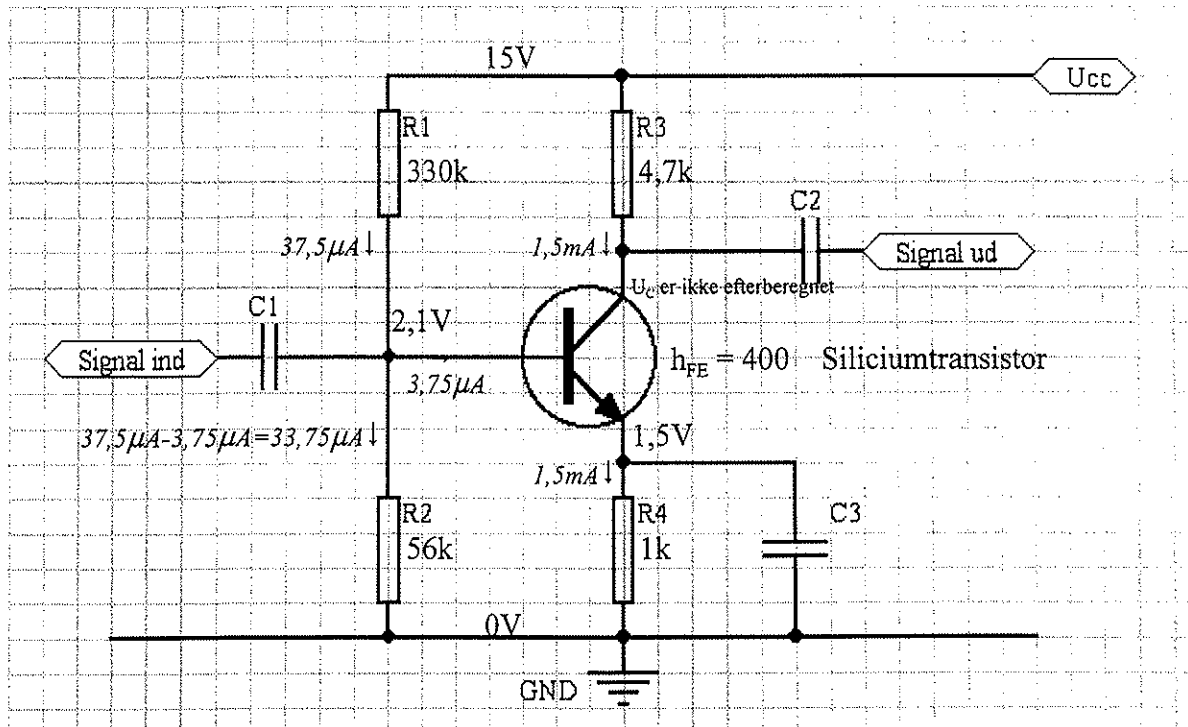 15V
Ucc
R1
330k
R3
4,7k
C2
37,5μA↓
1,5mA↓
Signal ud
U_C er ikke efterberegnet
C1
2,1V
Signal ind
3,75μA
h_FE = 400 Siliciumtransistor
37,5μA-3,75μA=33,75μA↓
1,5V
1,5mA↓
R2
56k
R4
1k
C3
0V
GND